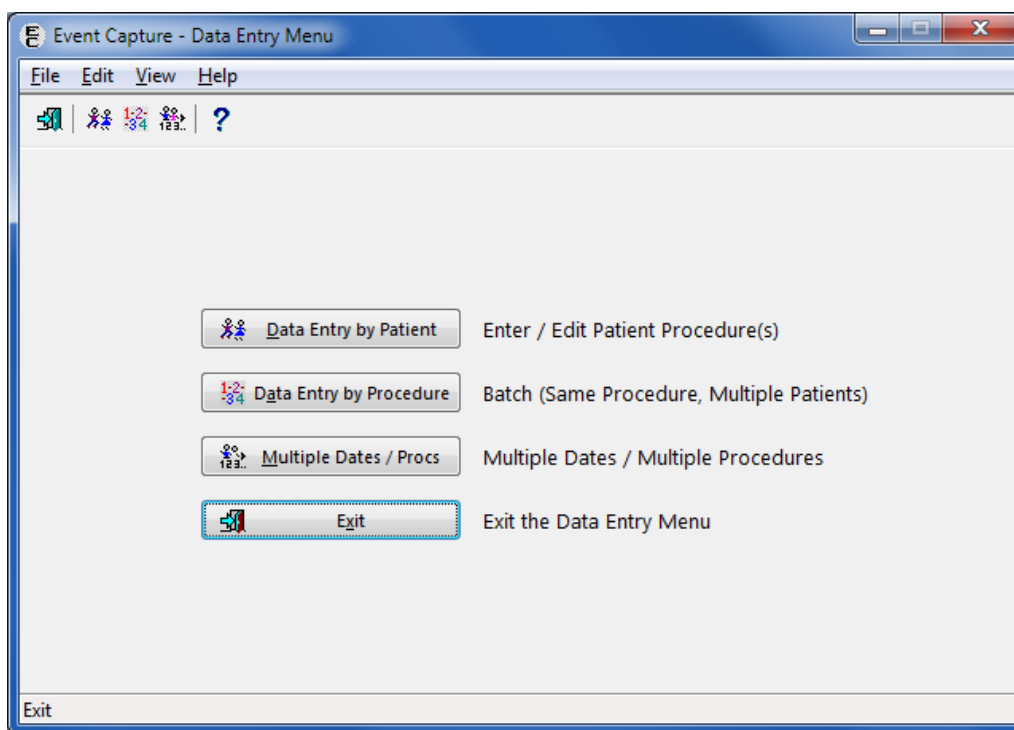 Event Capture - Data Entry Menu
File Edit View Help
Data Entry by Patient Enter / Edit Patient Procedure(s)
Data Entry by Procedure Batch (Same Procedure, Multiple Patients)
Multiple Dates / Procs Multiple Dates / Multiple Procedures
Exit Exit the Data Entry Menu
Exit